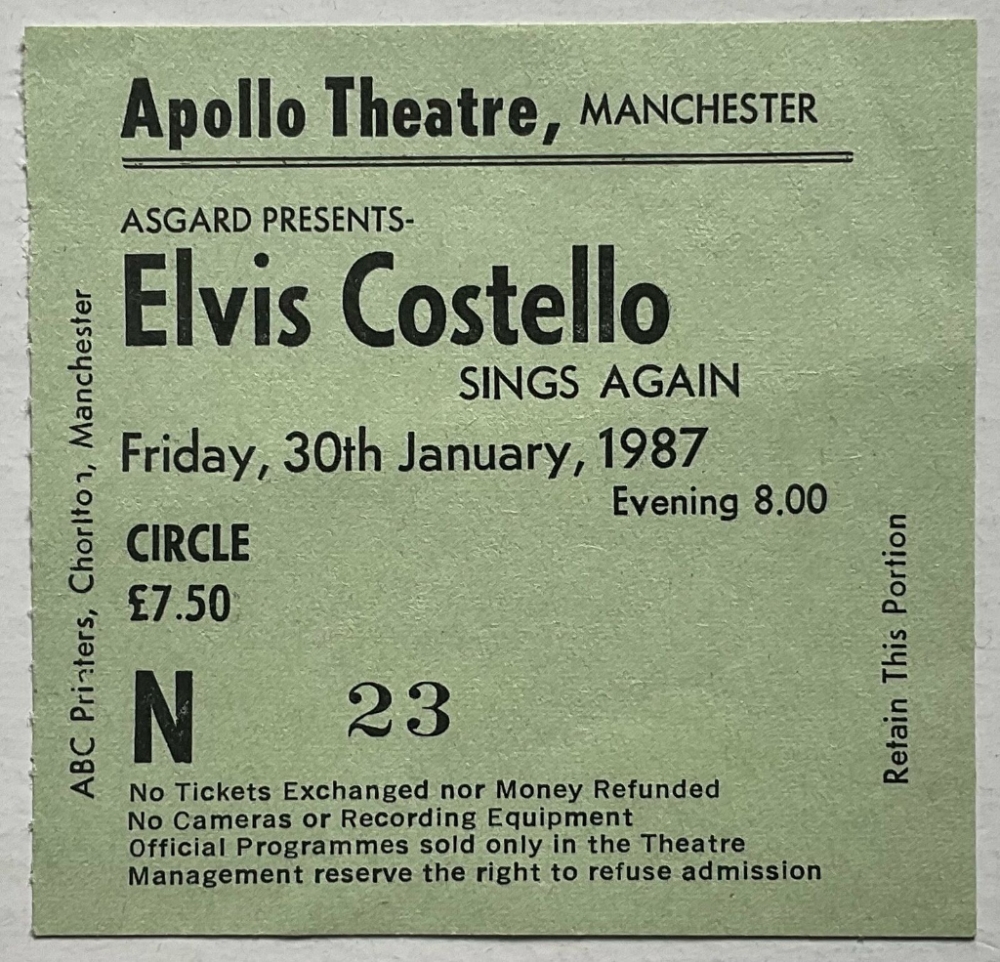 Apollo Theatre, MANCHESTER
ASGARD PRESENTS-
Elvis Costello
SINGS AGAIN
Friday, 30th January, 1987
Evening 8.00
CIRCLE
£7.50
N 23
No Tickets Exchanged nor Money Refunded
No Cameras or Recording Equipment
Official Programmes sold only in the Theatre
Management reserve the right to refuse admission
ABC Printers, Chorlton, Manchester
Retain This Portion